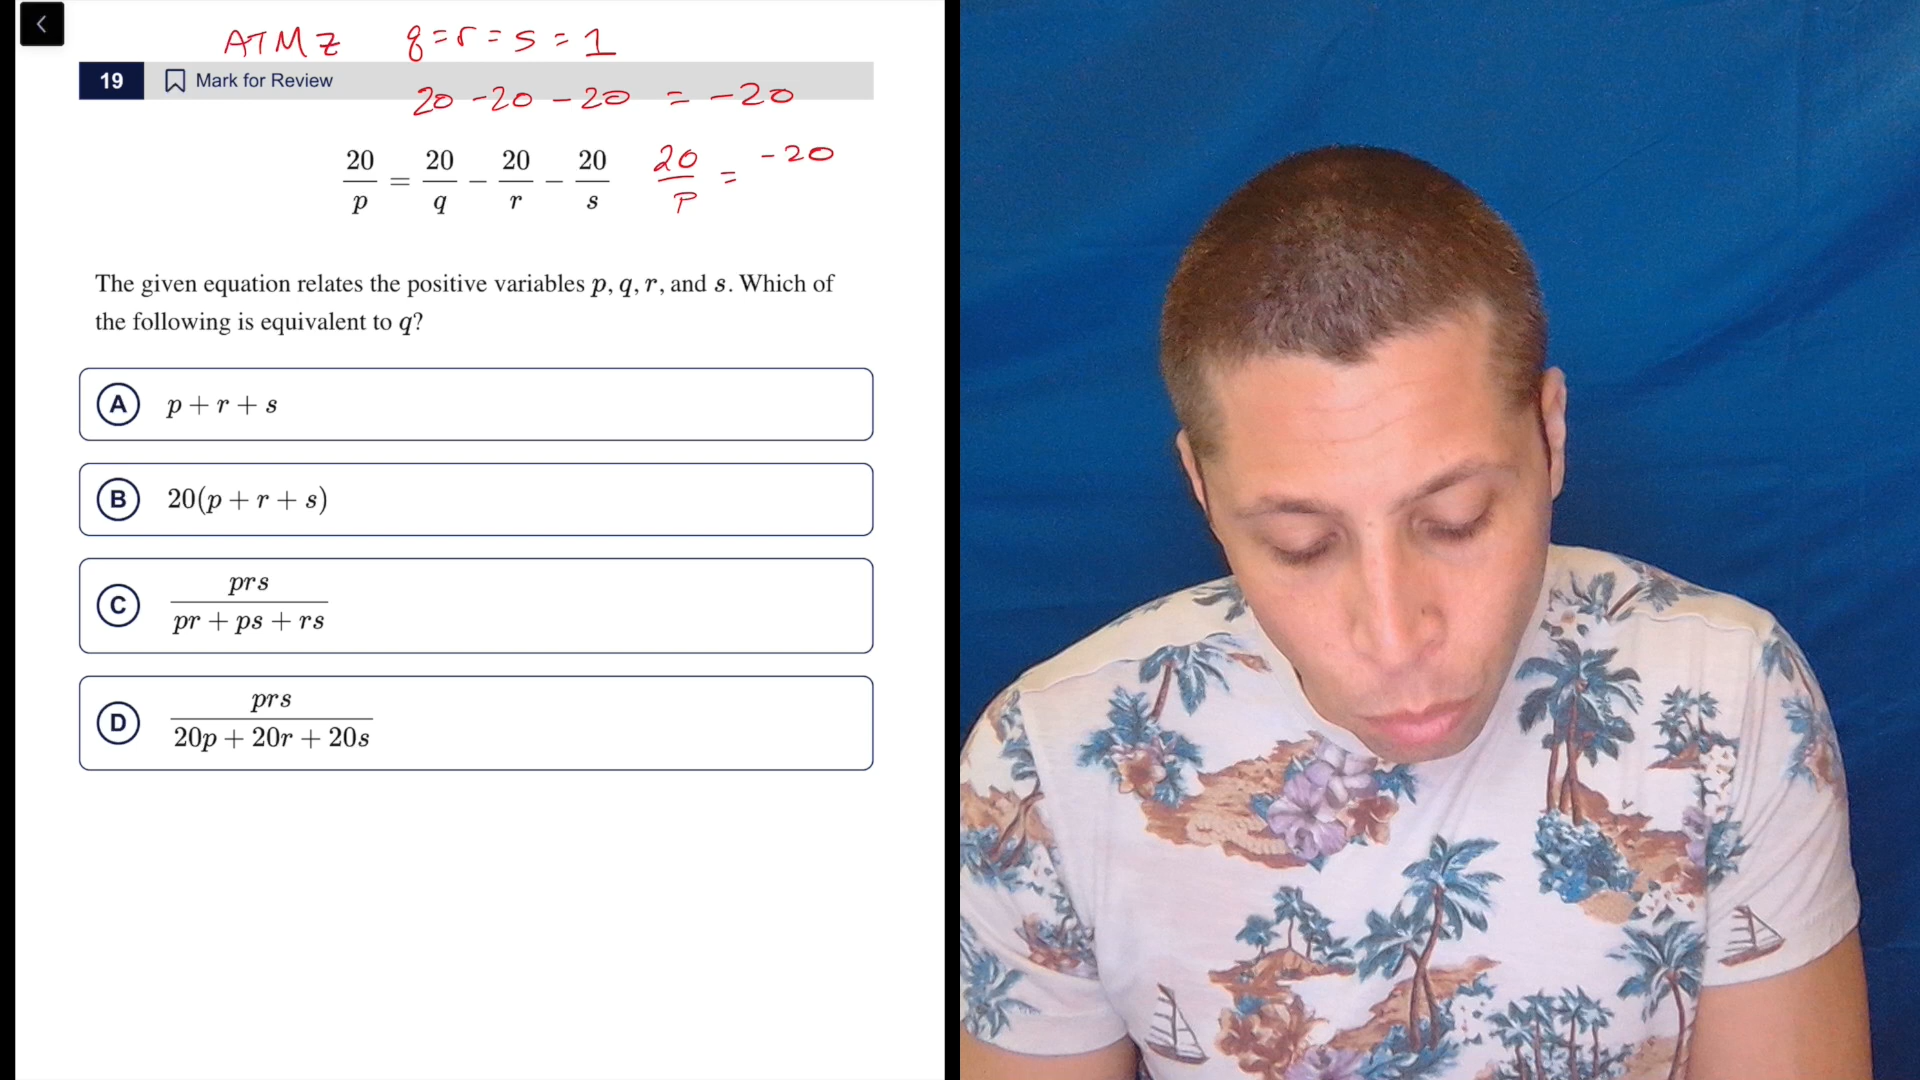 ATMZ q=r=s=1
19 Mark for Review
20 -20 -20 = -20
20/p = 20/q − 20/r − 20/s
20/P = -20
The given equation relates the positive variables p, q, r, and s. Which of
the following is equivalent to q?
A p + r + s
B 20(p + r + s)
C prs/pr + ps + rs
D prs/20p + 20r + 20s